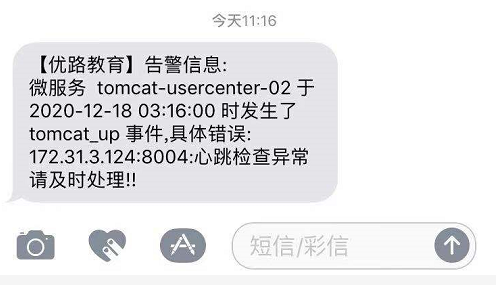 今天11:16
【优路教育】告警信息:
微服务 tomcat-usercenter-02 于
2020-12-18 03:16:00 时发生了
tomcat_up 事件,具体错误:
172.31.3.124:8004:心跳检查异常
请及时处理!!
短信/彩信